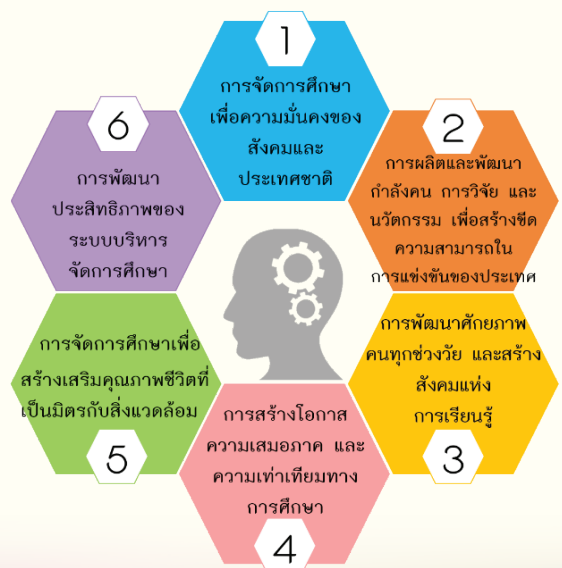 1
การจัดการศึกษา
เพื่อความมั่นคงของ
สังคมและ
ประเทศชาติ
2
การผลิตและพัฒนา
กำลังคน การวิจัย และ
นวัตกรรม เพื่อสร้างขีด
ความสามารถใน
การแข่งขันของประเทศ
การพัฒนาศักยภาพ
คนทุกช่วงวัย และสร้าง
สังคมแห่ง
การเรียนรู้
3
การสร้างโอกาส
ความเสมอภาค และ
ความเท่าเทียมทาง
การศึกษา
4
การจัดการศึกษาเพื่อ
สร้างเสริมคุณภาพชีวิตที่
เป็นมิตรกับสิ่งแวดล้อม
5
6
การพัฒนา
ประสิทธิภาพของ
ระบบบริหาร
จัดการศึกษา